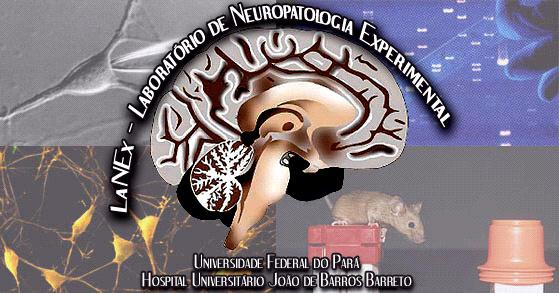 LaNEx - Laboratório de Neuropatologia Experimental
Universidade Federal do Pará
Hospital Universitário João de Barros Barreto